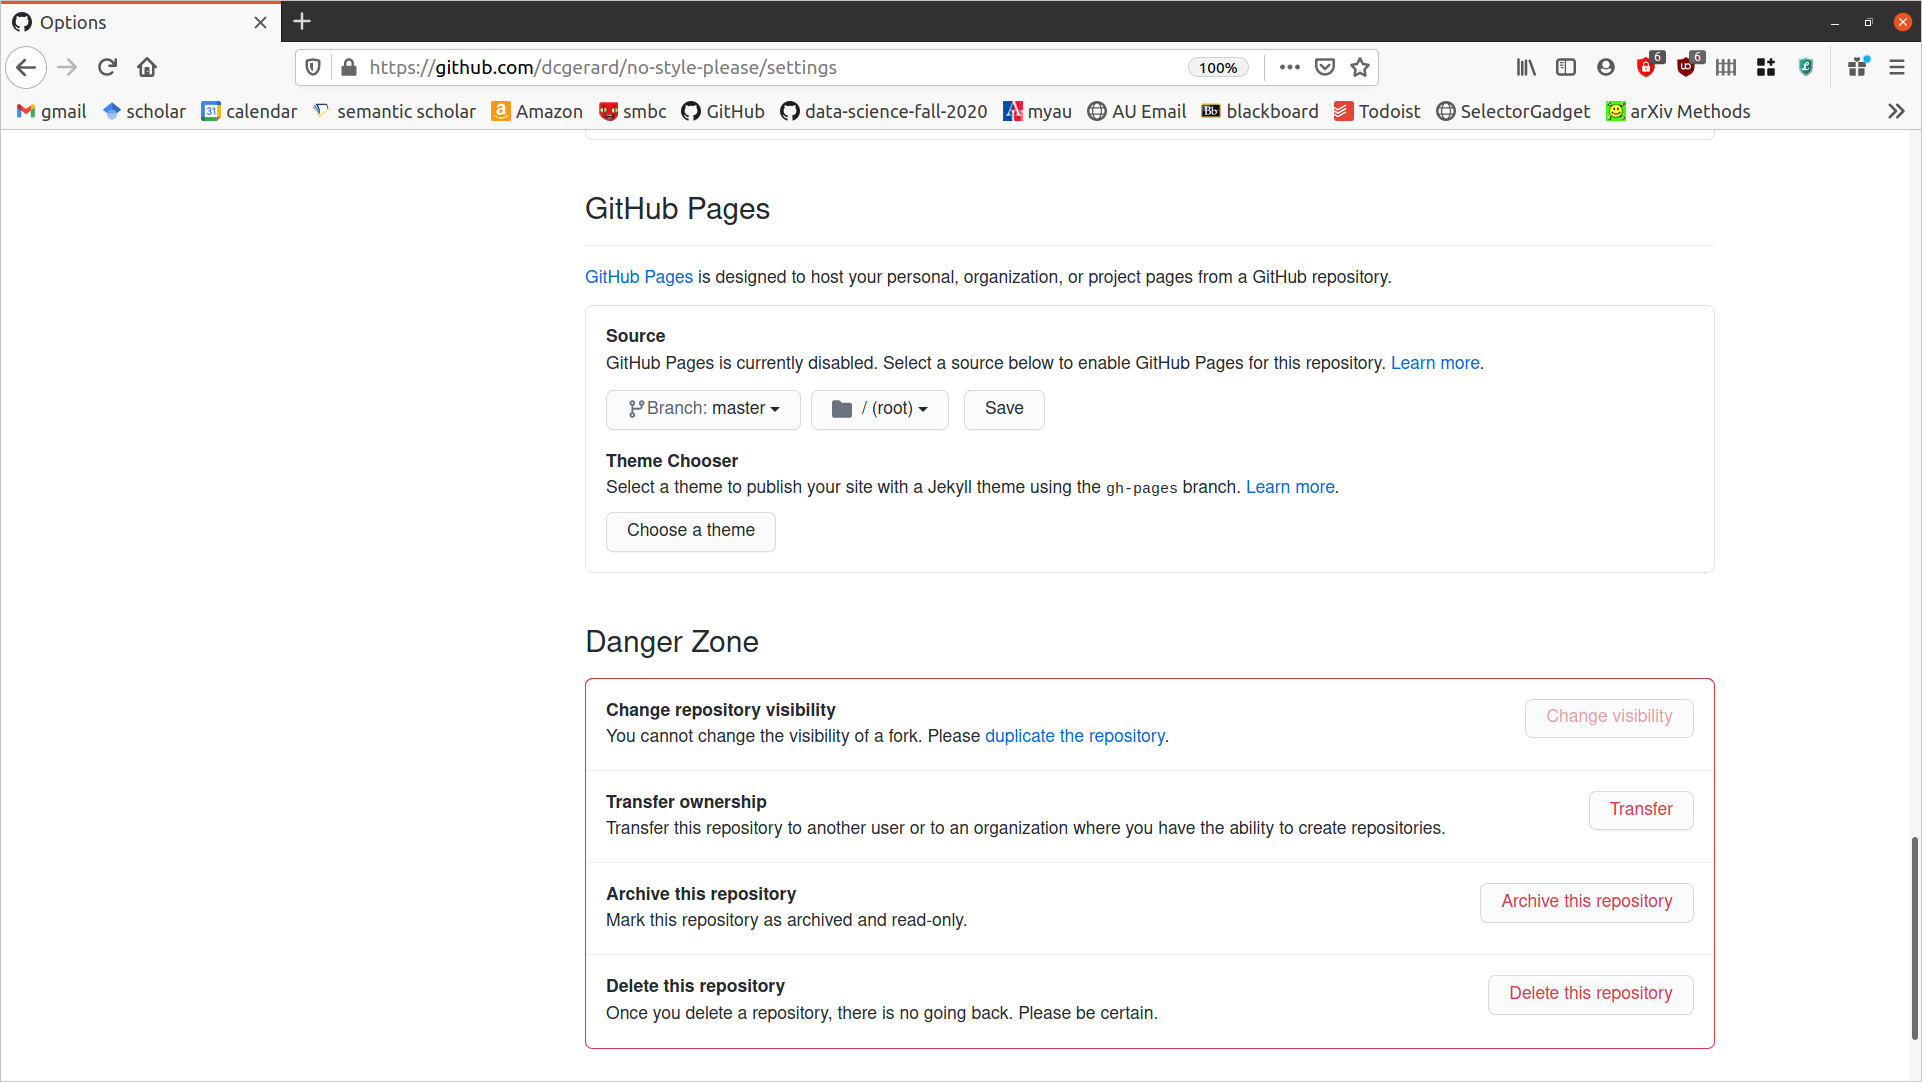 Options
https://github.com/dcgerard/no-style-please/settings
100%
6
6
gmail
scholar
31
calendar
semantic scholar
Amazon
smbc
GitHub
data-science-fall-2020
myau
AU Email
Bb
blackboard
Todoist
SelectorGadget
arXiv Methods
GitHub Pages
GitHub Pages is designed to host your personal, organization, or project pages from a GitHub repository.
Source
GitHub Pages is currently disabled. Select a source below to enable GitHub Pages for this repository. Learn more.
Branch: master
/ (root)
Save
Theme Chooser
Select a theme to publish your site with a Jekyll theme using the gh-pages branch. Learn more.
Choose a theme
Danger Zone
Change repository visibility
Change visibility
You cannot change the visibility of a fork. Please duplicate the repository.
Transfer ownership
Transfer
Transfer this repository to another user or to an organization where you have the ability to create repositories.
Archive this repository
Archive this repository
Mark this repository as archived and read-only.
Delete this repository
Delete this repository
Once you delete a repository, there is no going back. Please be certain.